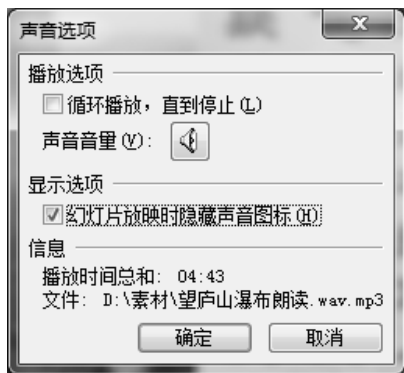 声音选项
播放选项
循环播放，直到停止(L)
声音音量(V):
显示选项
幻灯片放映时隐藏声音图标(H)
信息
播放时间总和: 04:43
文件: D:\素材\望庐山瀑布朗读.wav.mp3
确定 取消